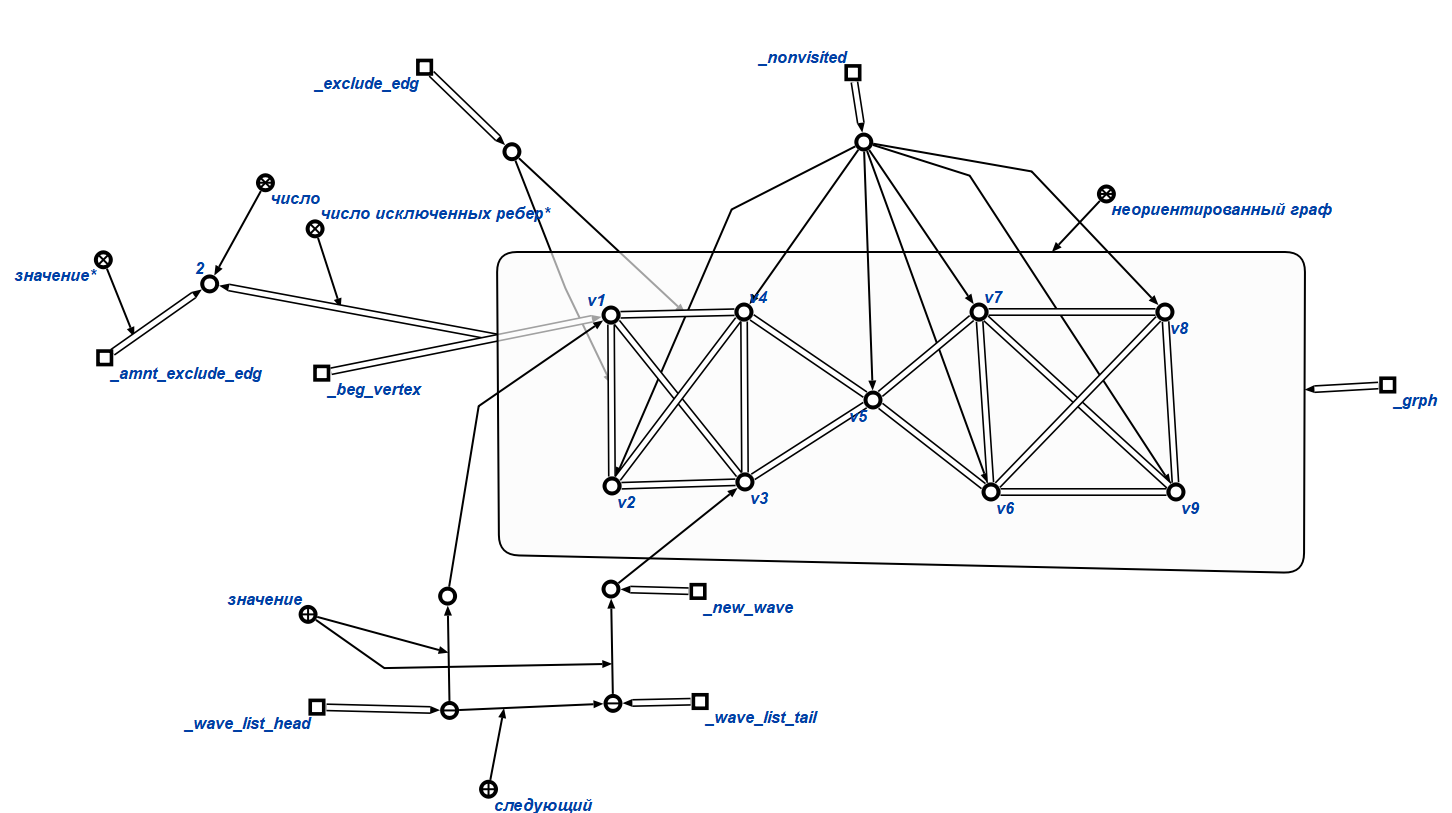 _nonvisited
_exclude_edg
число
число исключенных ребер*
неориентированный граф
значение*
2
v1
v4
v7
v8
_amnt_exclude_edg
_beg_vertex
_grph
v5
v2
v3
v6
v9
значение
_new_wave
_wave_list_head
_wave_list_tail
следующий